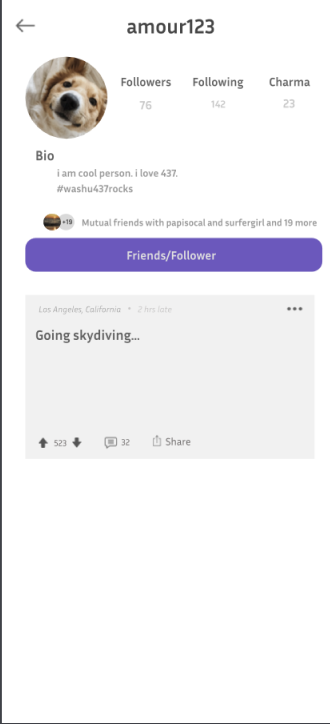 amour123
Followers Following Charma
76 142 23
Bio
i am cool person. i love 437.
#washu437rocks
+19 Mutual friends with papisocal and surfergirl and 19 more
Friends/Follower
Los Angeles, California • 2 hrs late
Going skydiving...
523 32 Share